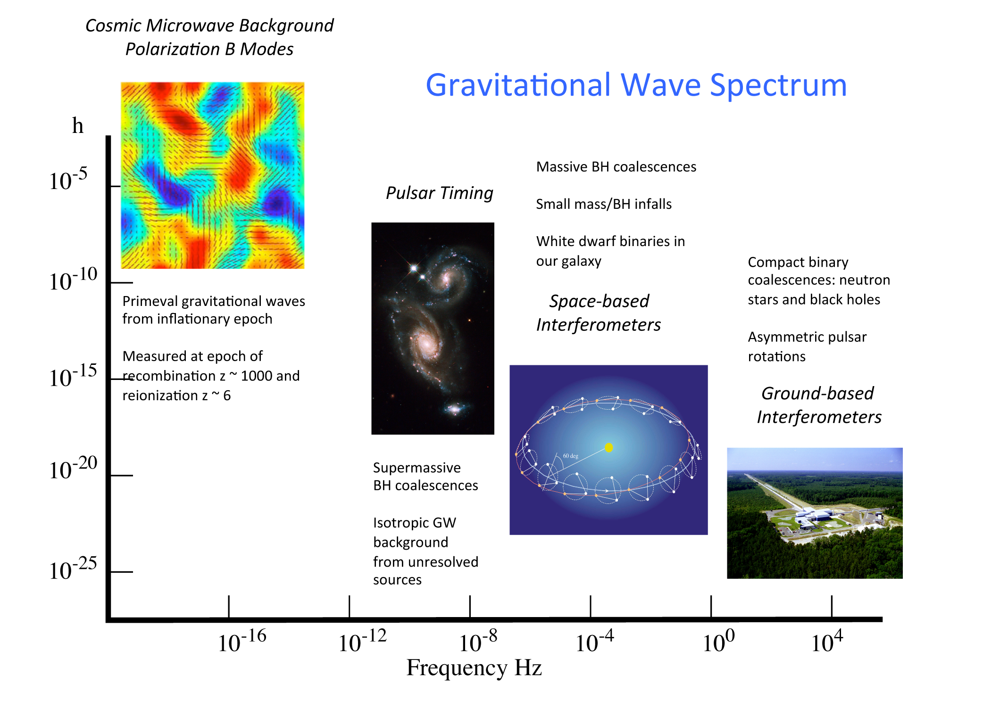 Cosmic Microwave Background
Polarization B Modes
Gravitational Wave Spectrum
h
10-5
10-10
10-15
10-20
10-25
Primeval gravitational waves
from inflationary epoch
Measured at epoch of
recombination z ~ 1000 and
reionization z ~ 6
Pulsar Timing
Supermassive
BH coalescences
Isotropic GW
background
from unresolved
sources
Massive BH coalescences
Small mass/BH infalls
White dwarf binaries in
our galaxy
Space-based
Interferometers
60 deg
Compact binary
coalescences: neutron
stars and black holes
Asymmetric pulsar
rotations
Ground-based
Interferometers
10-16 10-12 10-8 10-4 100 104
Frequency Hz